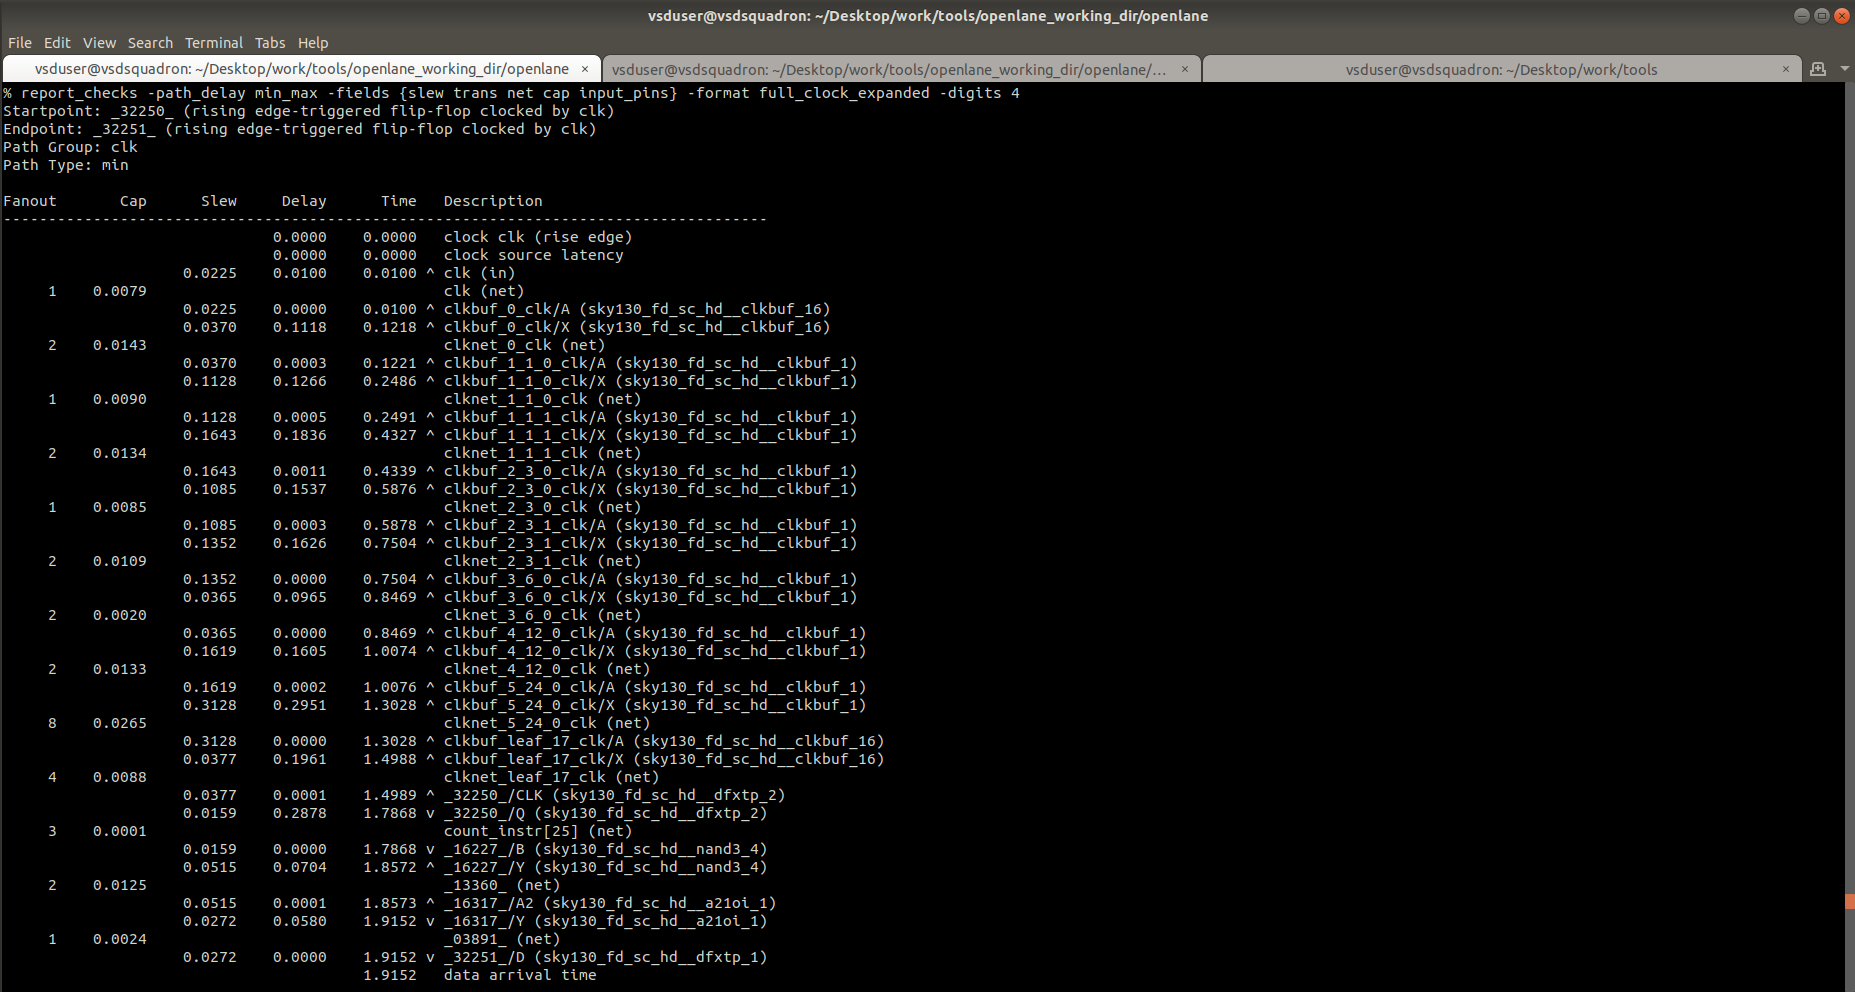 vsduser@vsdsquadron: ~/Desktop/work/tools/openlane_working_dir/openlane
File Edit View Search Terminal Tabs Help
vsduser@vsdsquadron: ~/Desktop/work/tools/openlane_working_dir/openlane × vsduser@vsdsquadron: ~/Desktop/work/tools/openlane_working_dir/openlane/... × vsduser@vsdsquadron: ~/Desktop/work/tools ×
% report_checks -path_delay min_max -fields {slew trans net cap input_pins} -format full_clock_expanded -digits 4
Startpoint: _32250_ (rising edge-triggered flip-flop clocked by clk)
Endpoint: _32251_ (rising edge-triggered flip-flop clocked by clk)
Path Group: clk
Path Type: min
Fanout Cap Slew Delay Time Description
-------------------------------------------------------------------------------------
0.0000 0.0000 clock clk (rise edge)
0.0000 0.0000 clock source latency
0.0225 0.0100 0.0100 ^ clk (in)
1 0.0079 clk (net)
0.0225 0.0000 0.0100 ^ clkbuf_0_clk/A (sky130_fd_sc_hd__clkbuf_16)
0.0370 0.1118 0.1218 ^ clkbuf_0_clk/X (sky130_fd_sc_hd__clkbuf_16)
2 0.0143 clknet_0_clk (net)
0.0370 0.0003 0.1221 ^ clkbuf_1_1_0_clk/A (sky130_fd_sc_hd__clkbuf_1)
0.1128 0.1266 0.2486 ^ clkbuf_1_1_0_clk/X (sky130_fd_sc_hd__clkbuf_1)
1 0.0090 clknet_1_1_0_clk (net)
0.1128 0.0005 0.2491 ^ clkbuf_1_1_1_clk/A (sky130_fd_sc_hd__clkbuf_1)
0.1643 0.1836 0.4327 ^ clkbuf_1_1_1_clk/X (sky130_fd_sc_hd__clkbuf_1)
2 0.0134 clknet_1_1_1_clk (net)
0.1643 0.0011 0.4339 ^ clkbuf_2_3_0_clk/A (sky130_fd_sc_hd__clkbuf_1)
0.1085 0.1537 0.5876 ^ clkbuf_2_3_0_clk/X (sky130_fd_sc_hd__clkbuf_1)
1 0.0085 clknet_2_3_0_clk (net)
0.1085 0.0003 0.5878 ^ clkbuf_2_3_1_clk/A (sky130_fd_sc_hd__clkbuf_1)
0.1352 0.1626 0.7504 ^ clkbuf_2_3_1_clk/X (sky130_fd_sc_hd__clkbuf_1)
2 0.0109 clknet_2_3_1_clk (net)
0.1352 0.0000 0.7504 ^ clkbuf_3_6_0_clk/A (sky130_fd_sc_hd__clkbuf_1)
0.0365 0.0965 0.8469 ^ clkbuf_3_6_0_clk/X (sky130_fd_sc_hd__clkbuf_1)
2 0.0020 clknet_3_6_0_clk (net)
0.0365 0.0000 0.8469 ^ clkbuf_4_12_0_clk/A (sky130_fd_sc_hd__clkbuf_1)
0.1619 0.1605 1.0074 ^ clkbuf_4_12_0_clk/X (sky130_fd_sc_hd__clkbuf_1)
2 0.0133 clknet_4_12_0_clk (net)
0.1619 0.0002 1.0076 ^ clkbuf_5_24_0_clk/A (sky130_fd_sc_hd__clkbuf_1)
0.3128 0.2951 1.3028 ^ clkbuf_5_24_0_clk/X (sky130_fd_sc_hd__clkbuf_1)
8 0.0265 clknet_5_24_0_clk (net)
0.3128 0.0000 1.3028 ^ clkbuf_leaf_17_clk/A (sky130_fd_sc_hd__clkbuf_16)
0.0377 0.1961 1.4988 ^ clkbuf_leaf_17_clk/X (sky130_fd_sc_hd__clkbuf_16)
4 0.0088 clknet_leaf_17_clk (net)
0.0377 0.0001 1.4989 ^ _32250_/CLK (sky130_fd_sc_hd__dfxtp_2)
0.0159 0.2878 1.7868 v _32250_/Q (sky130_fd_sc_hd__dfxtp_2)
3 0.0001 count_instr[25] (net)
0.0159 0.0000 1.7868 v _16227_/B (sky130_fd_sc_hd__nand3_4)
0.0515 0.0704 1.8572 ^ _16227_/Y (sky130_fd_sc_hd__nand3_4)
2 0.0125 _13360_ (net)
0.0515 0.0001 1.8573 ^ _16317_/A2 (sky130_fd_sc_hd__a21oi_1)
0.0272 0.0580 1.9152 v _16317_/Y (sky130_fd_sc_hd__a21oi_1)
1 0.0024 _03891_ (net)
0.0272 0.0000 1.9152 v _32251_/D (sky130_fd_sc_hd__dfxtp_1)
1.9152 data arrival time